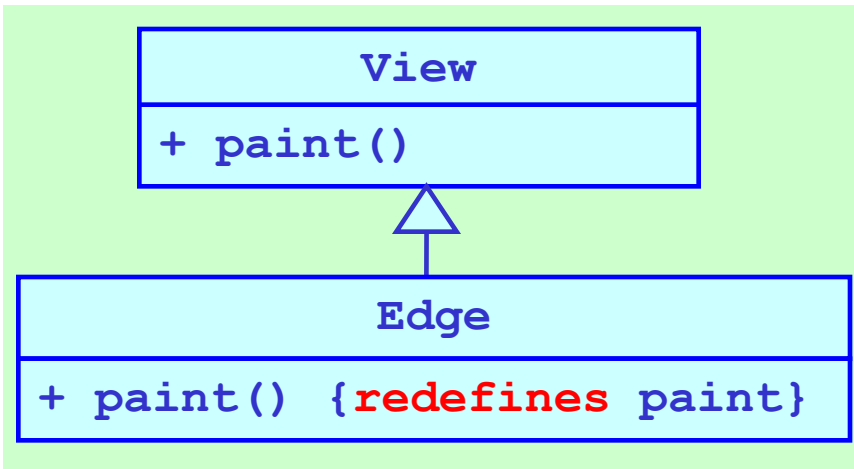 View
+ paint()
Edge
+ paint() {redefines paint}